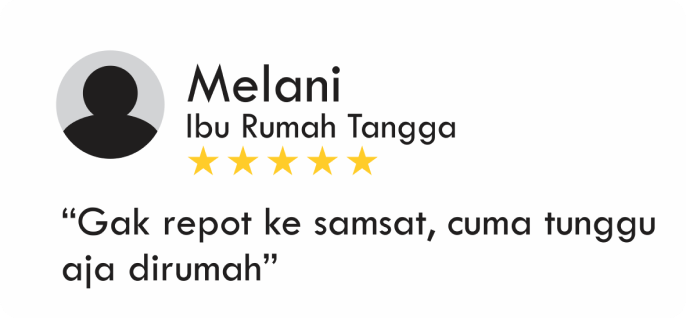 Melani
Ibu Rumah Tangga
“Gak repot ke samsat, cuma tunggu
aja dirumah”